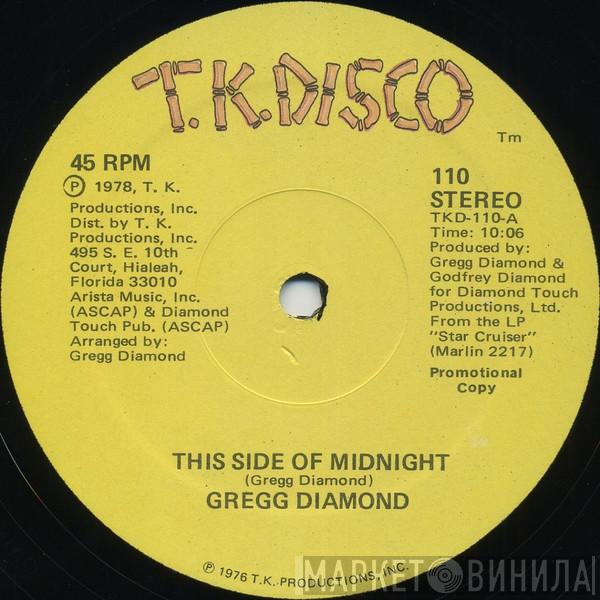 T.K. DISCO
Tm
45 RPM
Ⓟ 1978, T. K.
Productions, Inc.
Dist. by T. K.
Productions, Inc.
495 S. E. 10th
Court, Hialeah,
Florida 33010
Arista Music, Inc.
(ASCAP) & Diamond
Touch Pub. (ASCAP)
Arranged by:
Gregg Diamond
110
STEREO
TKD-110-A
Time: 10:06
Produced by:
Gregg Diamond &
Godfrey Diamond
for Diamond Touch
Productions, Ltd.
From the LP
"Star Cruiser"
(Marlin 2217)
Promotional
Copy
THIS SIDE OF MIDNIGHT
(Gregg Diamond)
GREGG DIAMOND
Ⓟ 1976 T.K. PRODUCTIONS, INC.
МАРКЕТ ВИНИЛА